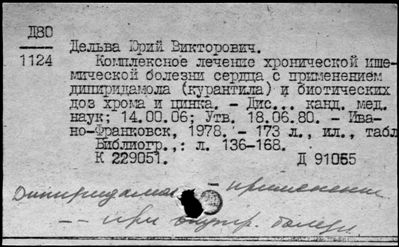 Д80
1124
Дельва Юрий Викторович.
Комплексное лечение хронической ише-
мической болезни сердца с применением
дипиридамола (курантила) и биотических
доз хрома и цинка. - Дис... канд. мед.
наук; 14.00.06; Утв. 18.06.80. - Ива-
но-Франковск, 1978. - 173 л., ил., табл
Библиогр.,: л. 136-168.
К 229051. Д 91055
Дипиридамол - применение
-- при